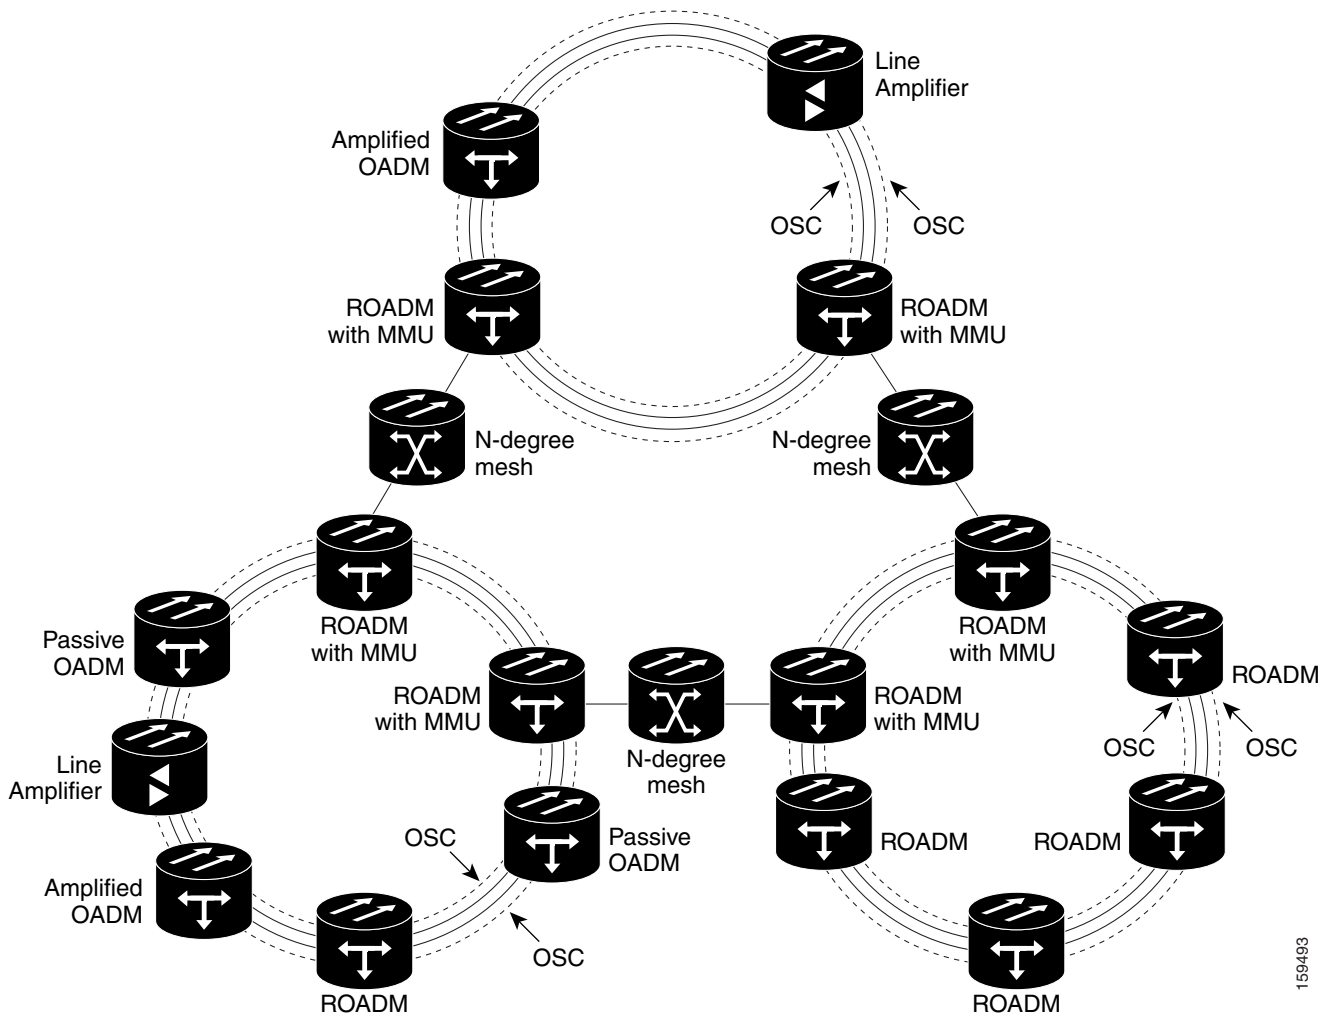 Line
Amplifier
Amplified
OADM
OSC
OSC
ROADM
with MMU
ROADM
with MMU
N-degree
mesh
N-degree
mesh
Passive
OADM
ROADM
with MMU
ROADM
with MMU
ROADM
ROADM
with MMU
ROADM
with MMU
OSC
OSC
N-degree
mesh
Line
Amplifier
OSC
Passive
OADM
ROADM
ROADM
Amplified
OADM
OSC
ROADM
ROADM
159493